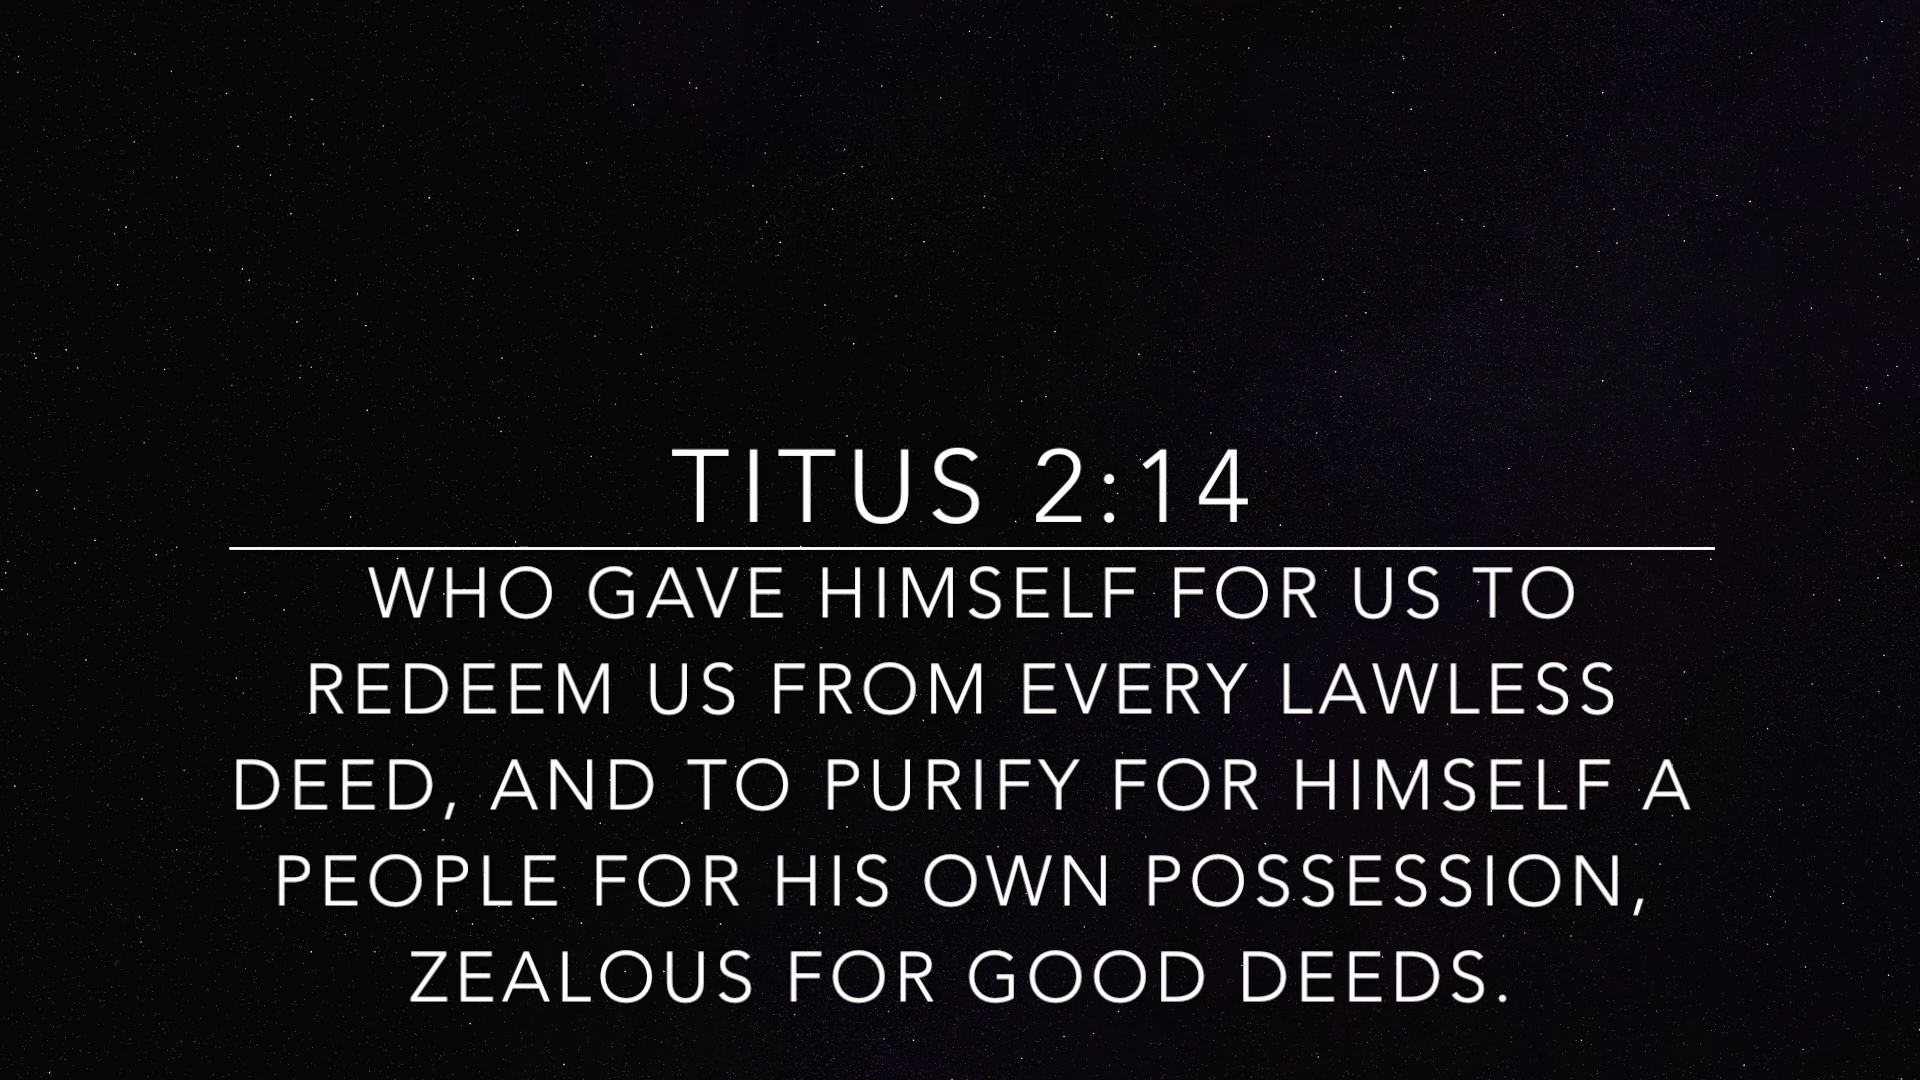 TITUS 2:14
WHO GAVE HIMSELF FOR US TO
REDEEM US FROM EVERY LAWLESS
DEED, AND TO PURIFY FOR HIMSELF A
PEOPLE FOR HIS OWN POSSESSION,
ZEALOUS FOR GOOD DEEDS.